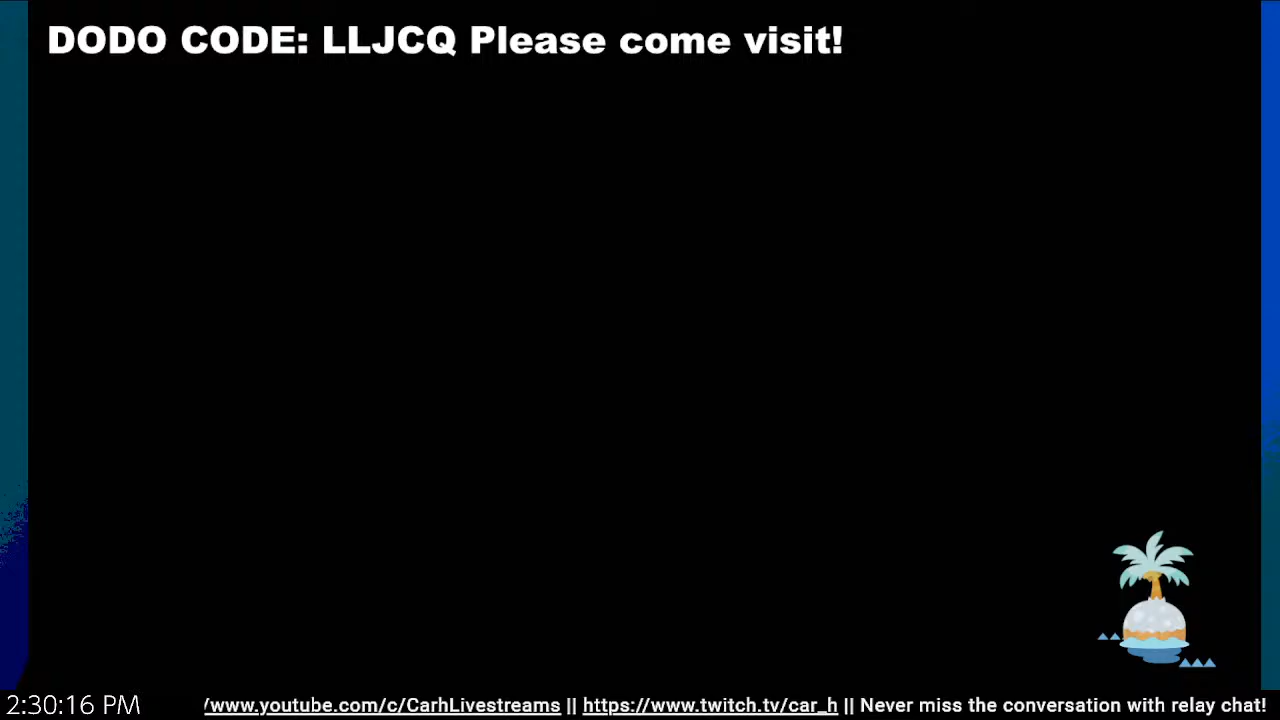 DODO CODE: LLJCQ Please come visit!
2:30:16 PM
/www.youtube.com/c/CarhLivestreams || https://www.twitch.tv/car_h || Never miss the conversation with relay chat!